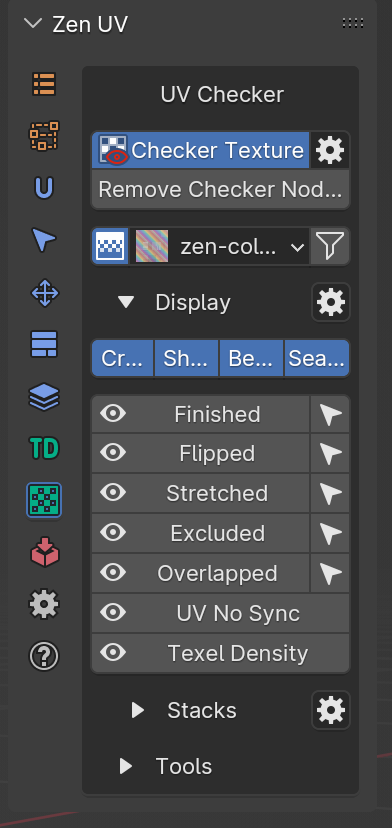 Zen UV
UV Checker
Checker Texture
Remove Checker Nod...
zen-col...
Display
Cr... Sh... Be... Sea...
Finished
Flipped
Stretched
Excluded
Overlapped
TD
UV No Sync
Texel Density
Stacks
Tools